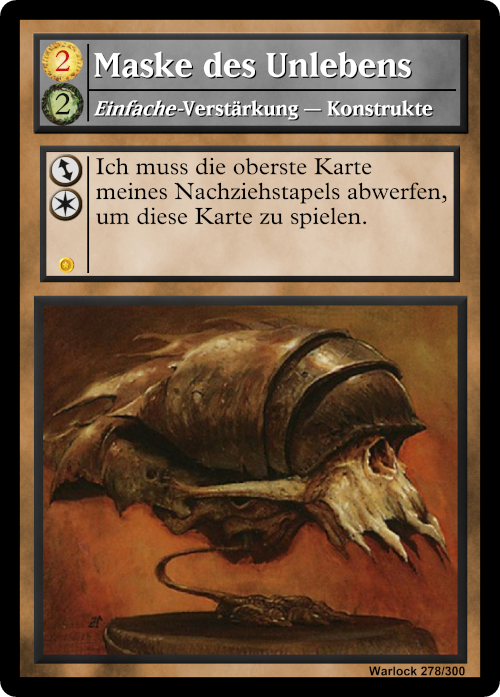 2 Maske des Unlebens
2 Einfache-Verstärkung — Konstrukte
Ich muss die oberste Karte
meines Nachziehstapels abwerfen,
um diese Karte zu spielen.
Warlock 278/300